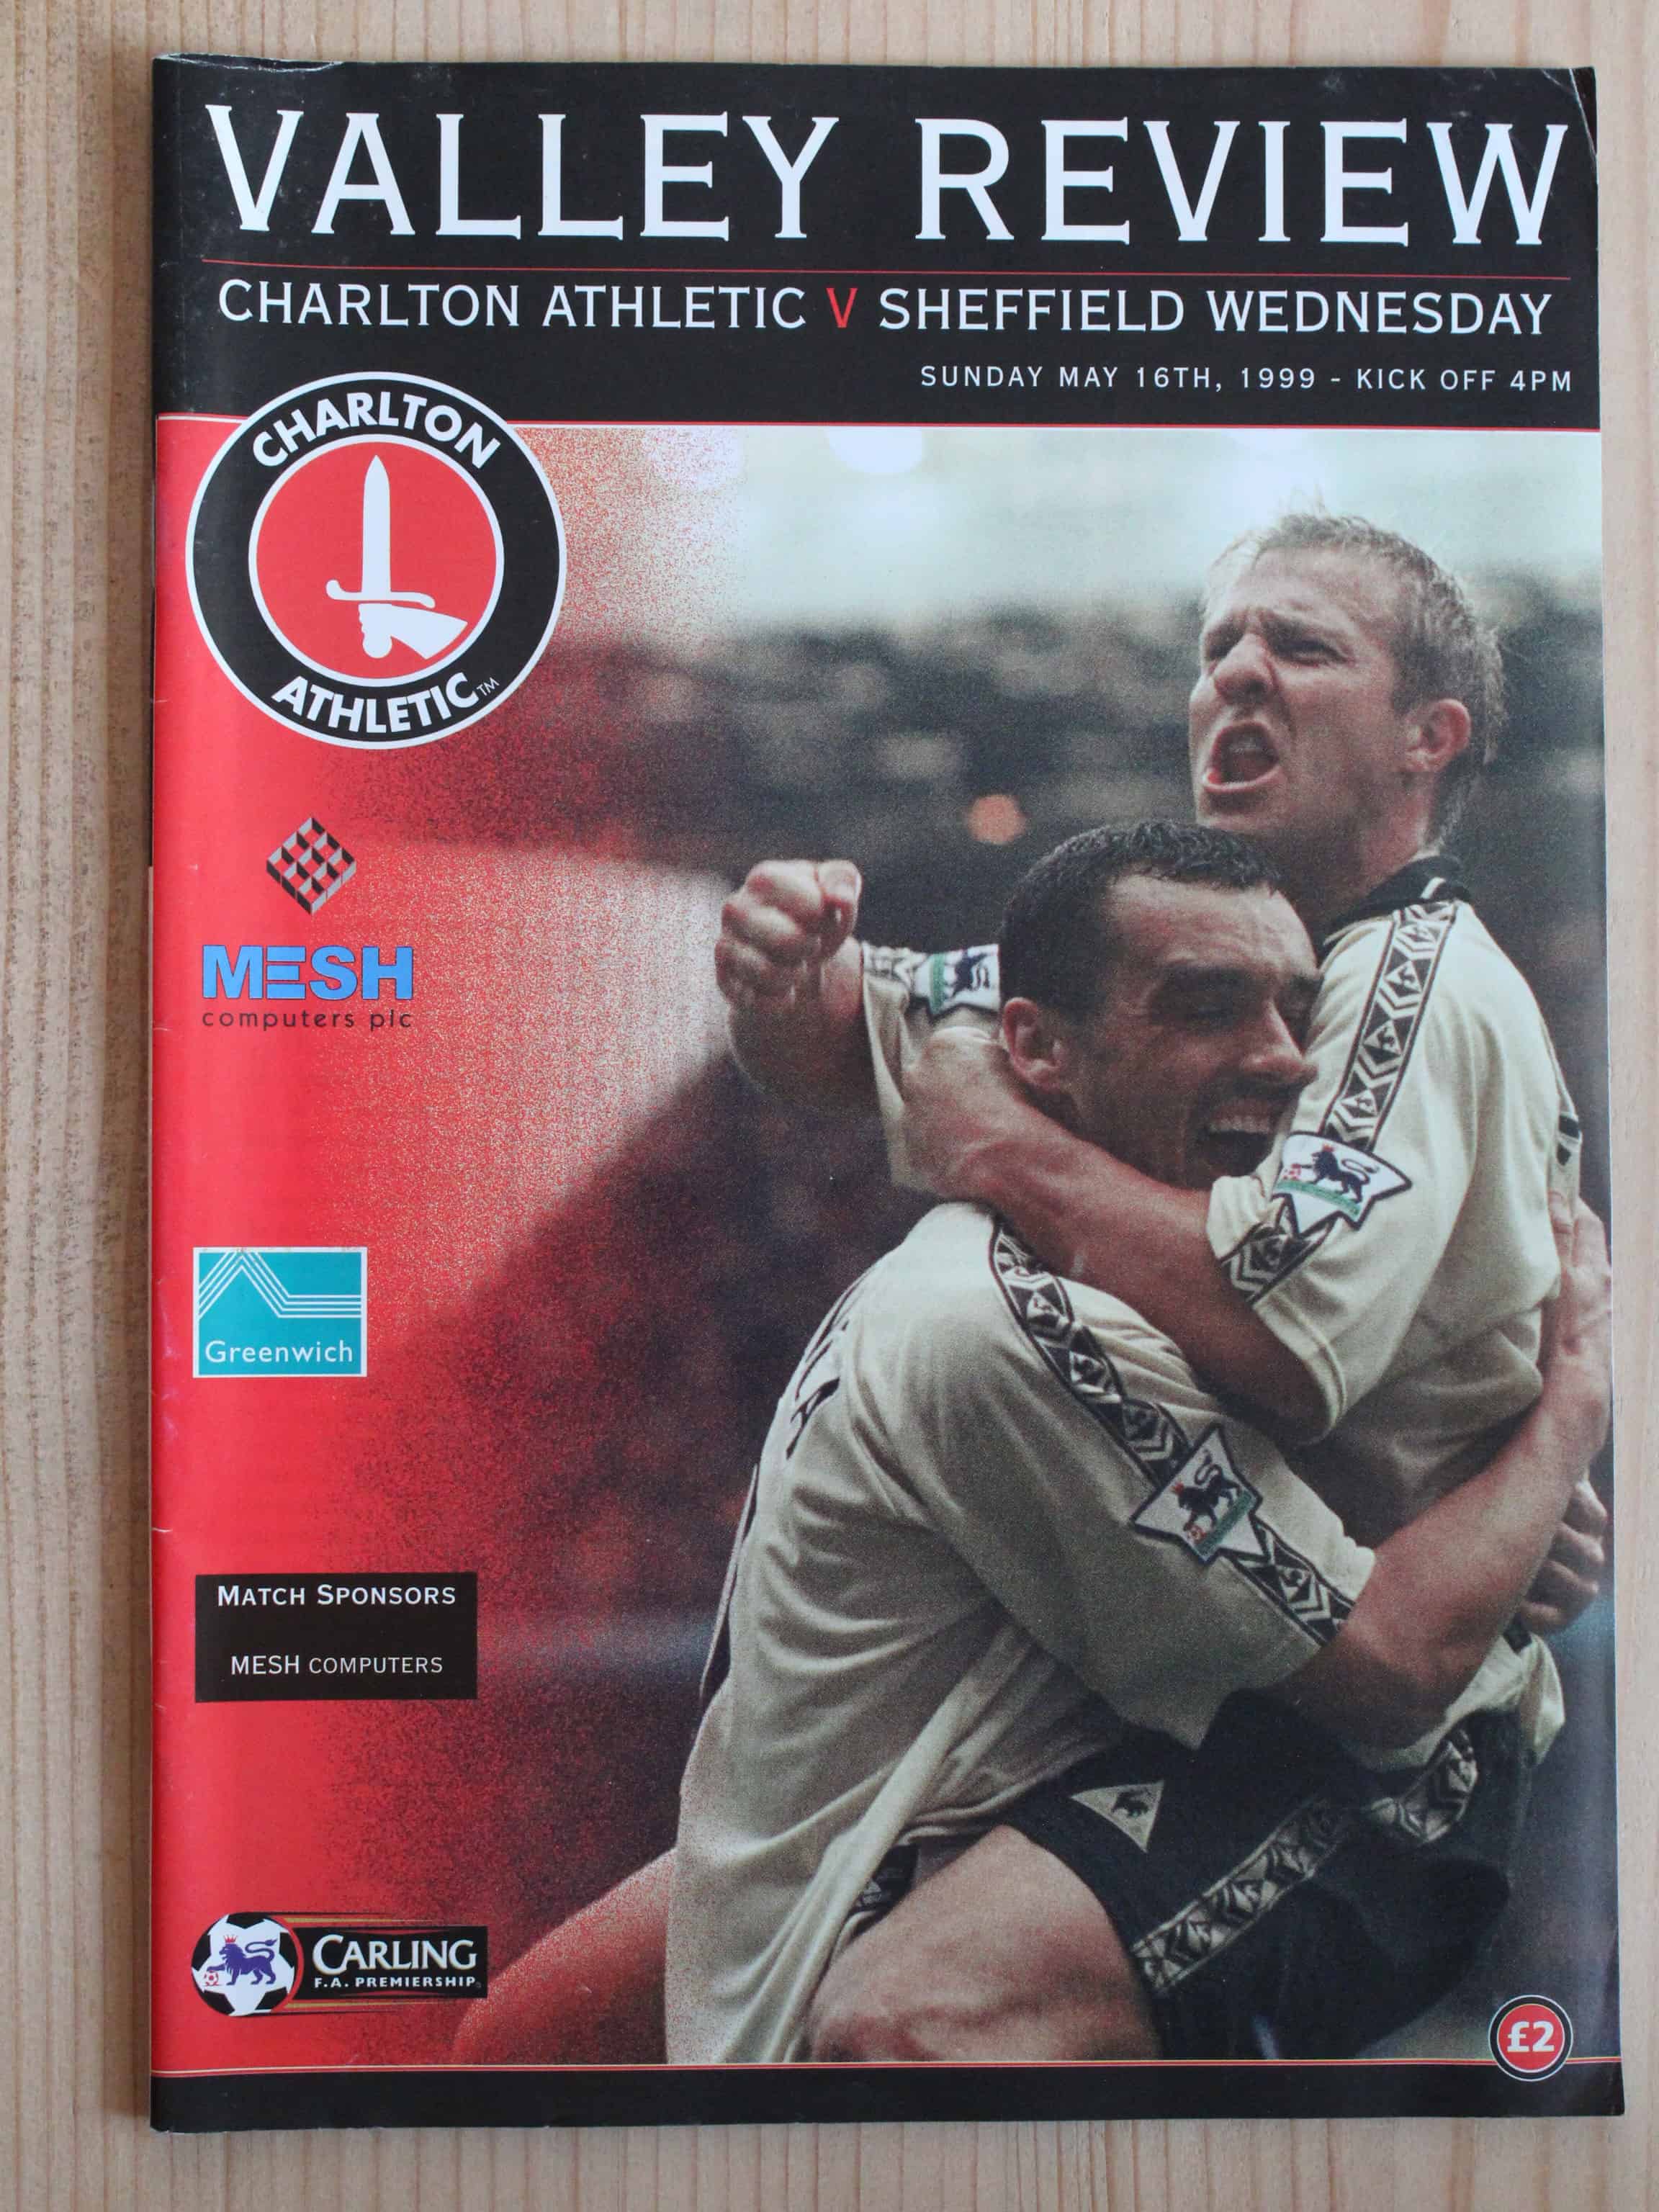 VALLEY REVIEW
CHARLTON ATHLETIC V SHEFFIELD WEDNESDAY
SUNDAY MAY 16TH, 1999 - KICK OFF 4PM
CHARLTON
ATHLETIC™
MESH
computers plc
Greenwich
MATCH SPONSORS
MESH COMPUTERS
CARLING
F.A. PREMIERSHIP
£2